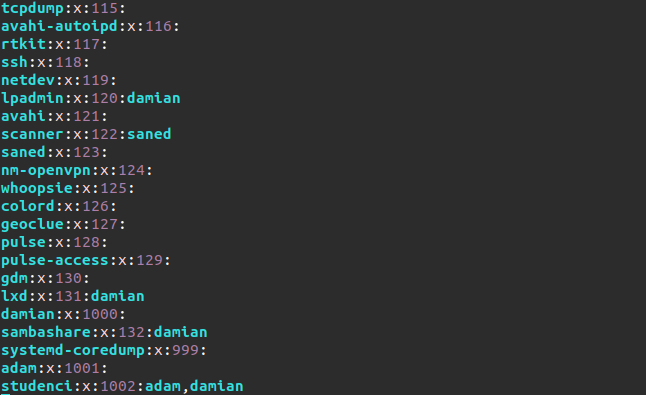 tcpdump:x:115:
avahi-autoipd:x:116:
rtkit:x:117:
ssh:x:118:
netdev:x:119:
lpadmin:x:120:damian
avahi:x:121:
scanner:x:122:saned
saned:x:123:
nm-openvpn:x:124:
whoopsie:x:125:
colord:x:126:
geoclue:x:127:
pulse:x:128:
pulse-access:x:129:
gdm:x:130:
lxd:x:131:damian
damian:x:1000:
sambashare:x:132:damian
systemd-coredump:x:999:
adam:x:1001:
studenci:x:1002:adam,damian